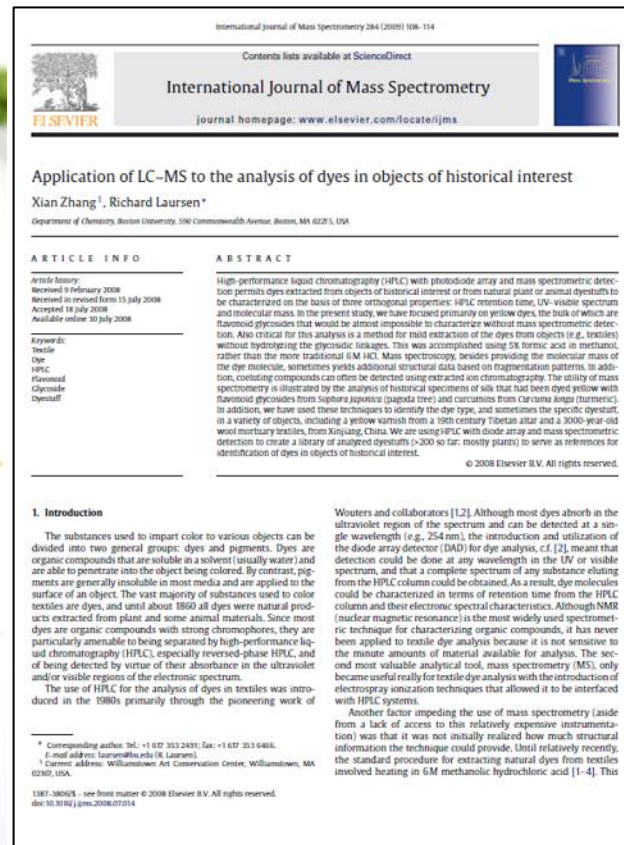 International Journal of Mass Spectrometry 284 (2009) 108–114
Contents lists available at ScienceDirect
International Journal of Mass Spectrometry
journal homepage: www.elsevier.com/locate/ijms
ELSEVIER
Application of LC–MS to the analysis of dyes in objects of historical interest
Xian Zhang1, Richard Laursen*
Department of Chemistry, Boston University, 590 Commonwealth Avenue, Boston, MA 02215, USA
ARTICLE INFO
Article history:
Received 9 February 2008
Received in revised form 15 July 2008
Accepted 18 July 2008
Available online 30 July 2008
Keywords:
Textile
Dye
HPLC
Flavonoid
Glycoside
Dyestuff
ABSTRACT
High-performance liquid chromatography (HPLC) with photodiode array and mass spectrometric detec-
tion permits dyes extracted from objects of historical interest or from natural plant or animal dyestuffs to
be characterized on the basis of three orthogonal properties: HPLC retention time, UV–visible spectrum
and molecular mass. In the present study, we have focused primarily on yellow dyes, the bulk of which are
flavonoid glycosides that would be almost impossible to characterize without mass spectrometric detec-
tion. Also critical for this analysis is a method for mild extraction of the dyes from objects (e.g., textiles)
without hydrolyzing the glycosidic linkages. This was accomplished using 5% formic acid in methanol,
rather than the more traditional 6 M HCl. Mass spectroscopy, besides providing the molecular mass of
the dye molecule, sometimes yields additional structural data based on fragmentation patterns. In addi-
tion, coeluting compounds can often be detected using extracted ion chromatography. The utility of mass
spectrometry is illustrated by the analysis of historical specimens of silk that had been dyed yellow with
flavonoid glycosides from Sophora japonica (pagoda tree) and curcumins from Curcuma longa (turmeric).
In addition, we have used these techniques to identify the dye type, and sometimes the specific dyestuff,
in a variety of objects, including a yellow varnish from a 19th century Tibetan altar and a 3000-year-old
wool mortuary textiles, from Xinjiang, China. We are using HPLC with diode array and mass spectrometric
detection to create a library of analyzed dyestuffs (>200 so far; mostly plants) to serve as references for
identification of dyes in objects of historical interest.
© 2008 Elsevier B.V. All rights reserved.
1. Introduction
The substances used to impart color to various objects can be
divided into two general groups: dyes and pigments. Dyes are
organic compounds that are soluble in a solvent (usually water) and
are able to penetrate into the object being colored. By contrast, pig-
ments are generally insoluble in most media and are applied to the
surface of an object. The vast majority of substances used to color
textiles are dyes, and until about 1860 all dyes were natural prod-
ucts extracted from plant and some animal materials. Since most
dyes are organic compounds with strong chromophores, they are
particularly amenable to being separated by high-performance liq-
uid chromatography (HPLC), especially reversed-phase HPLC, and
of being detected by virtue of their absorbance in the ultraviolet
and/or visible regions of the electronic spectrum.
The use of HPLC for the analysis of dyes in textiles was intro-
duced in the 1980s primarily through the pioneering work of
* Corresponding author. Tel.: +1 617 353 2491; fax: +1 617 353 6466.
E-mail address: laursen@bu.edu (R. Laursen).
1 Current address: Williamstown Art Conservation Center, Williamstown, MA
02107, USA.
1387-3806/$ – see front matter © 2008 Elsevier B.V. All rights reserved.
doi:10.1016/j.ijms.2008.07.014
Wouters and collaborators [1,2]. Although most dyes absorb in the
ultraviolet region of the spectrum and can be detected at a sin-
gle wavelength (e.g., 254 nm), the introduction and utilization of
the diode array detector (DAD) for dye analysis, c.f. [2], meant that
detection could be done at any wavelength in the UV or visible
spectrum, and that a complete spectrum of any substance eluting
from the HPLC column could be obtained. As a result, dye molecules
could be characterized in terms of retention time from the HPLC
column and their electronic spectral characteristics. Although NMR
(nuclear magnetic resonance) is the most widely used spectromet-
ric technique for characterizing organic compounds, it has never
been applied to textile dye analysis because it is not sensitive to
the minute amounts of material available for analysis. The sec-
ond most valuable analytical tool, mass spectrometry (MS), only
became useful really for textile dye analysis with the introduction of
electrospray ionization techniques that allowed it to be interfaced
with HPLC systems.
Another factor impeding the use of mass spectrometry (aside
from a lack of access to this relatively expensive instrumenta-
tion) was that it was not initially realized how much structural
information the technique could provide. Until relatively recently,
the standard procedure for extracting natural dyes from textiles
involved heating in 6 M methanolic hydrochloric acid [1–4]. This